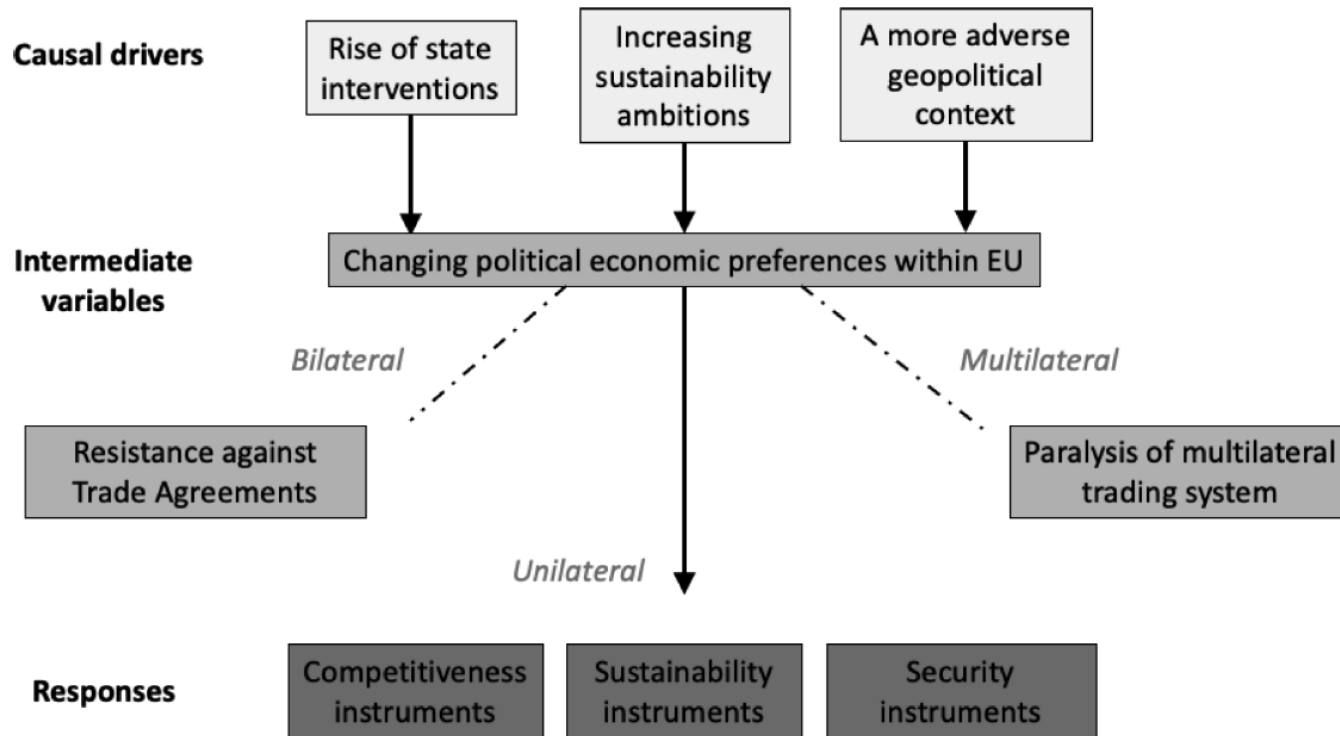 Causal drivers
Rise of state
interventions
Increasing
sustainability
ambitions
A more adverse
geopolitical
context
Intermediate
variables
Changing political economic preferences within EU
Bilateral
Multilateral
Resistance against
Trade Agreements
Paralysis of multilateral
trading system
Unilateral
Responses
Competitiveness
instruments
Sustainability
instruments
Security
instruments